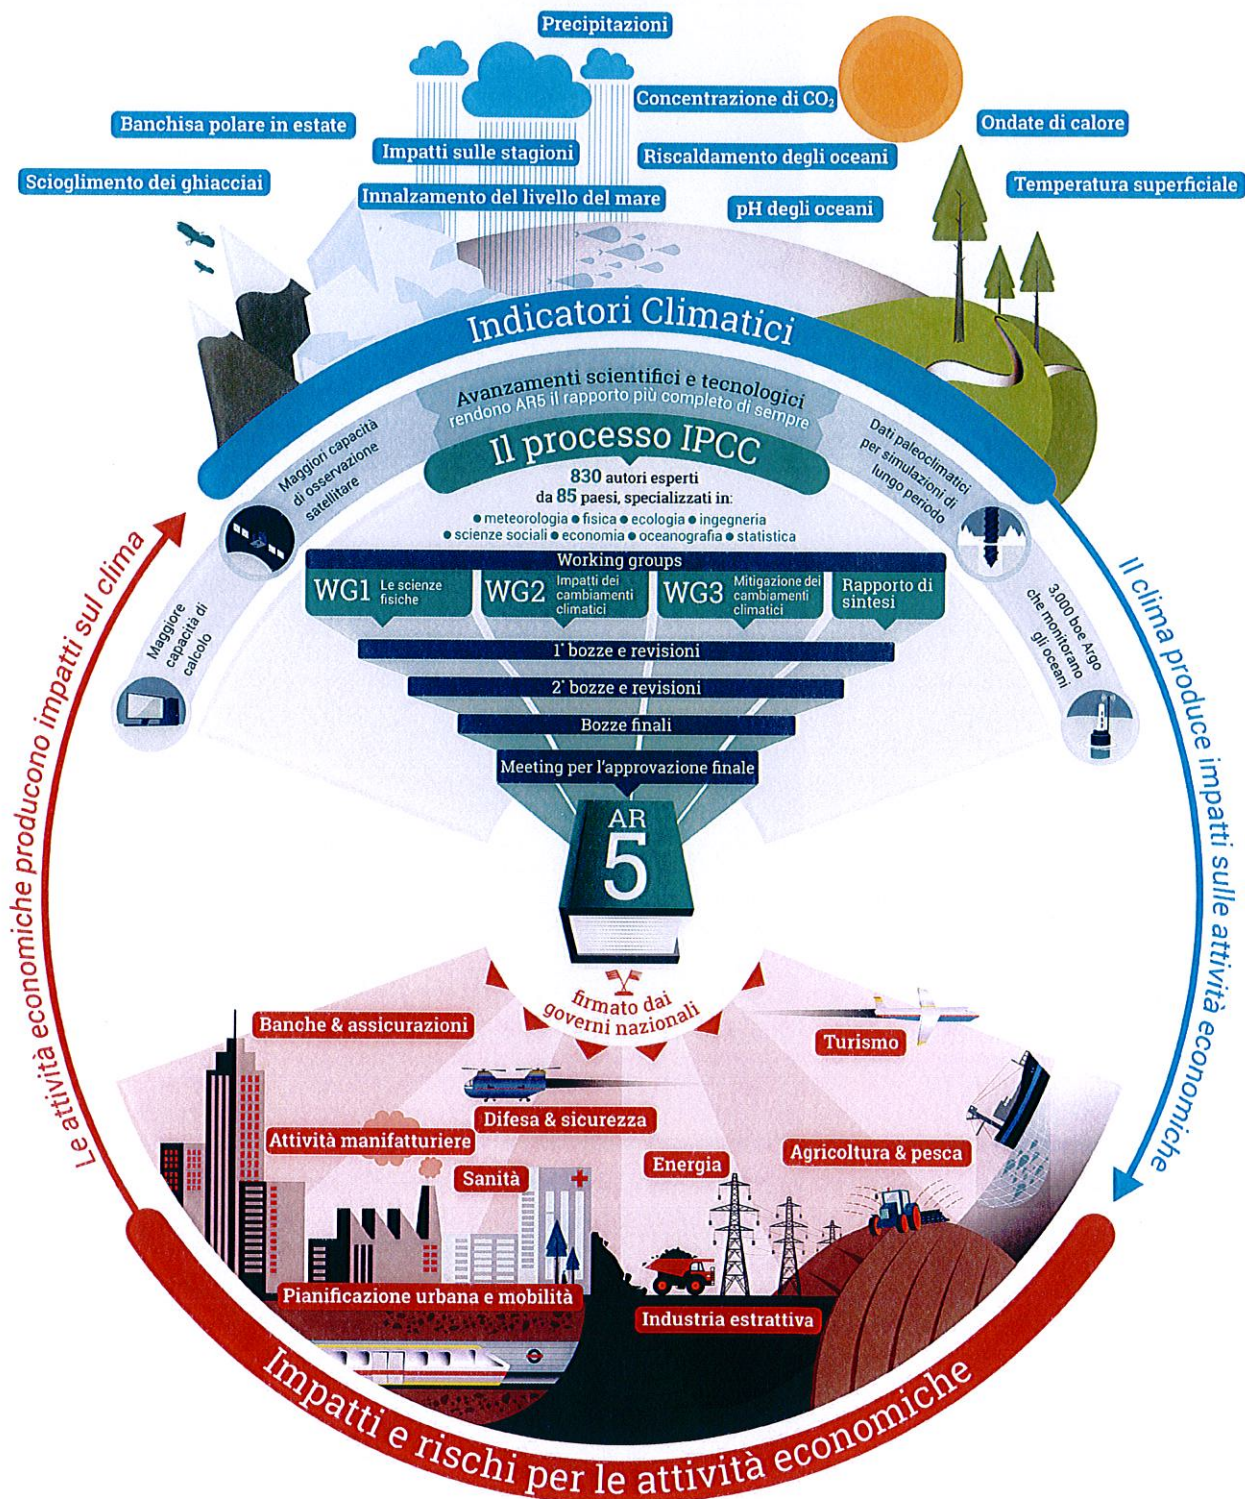 Precipitazioni
Concentrazione di CO₂
Banchisa polare in estate
Ondate di calore
Impatti sulle stagioni
Riscaldamento degli oceani
Scioglimento dei ghiacciai
Temperatura superficiale
Innalzamento del livello del mare
pH degli oceani
Indicatori Climatici
Avanzamenti scientifici e tecnologici
rendono AR5 il rapporto più completo di sempre
Maggiori capacità
di osservazione
satellitare
Dati paleoclimatici
per simulazioni di
lungo periodo
Il processo IPCC
830 autori esperti
da 85 paesi, specializzati in:
● meteorologia ● fisica ● ecologia ● ingegneria
● scienze sociali ● economia ● oceanografia ● statistica
Working groups
WG1 Le scienze
fisiche
WG2 Impatti dei
cambiamenti
climatici
WG3 Mitigazione dei
cambiamenti
climatici
Rapporto di
sintesi
Maggiore
capacità di
calcolo
3,000 boe Argo
che monitorano
gli oceani
1° bozze e revisioni
2° bozze e revisioni
Bozze finali
Meeting per l'approvazione finale
AR
5
Le attività economiche producono impatti sul clima
Il clima produce impatti sulle attività economiche
firmato dai
governi nazionali
Banche & assicurazioni
Turismo
Difesa & sicurezza
Attività manifatturiere
Sanità
Energia
Agricoltura & pesca
Pianificazione urbana e mobilità
Industria estrattiva
Impatti e rischi per le attività economiche